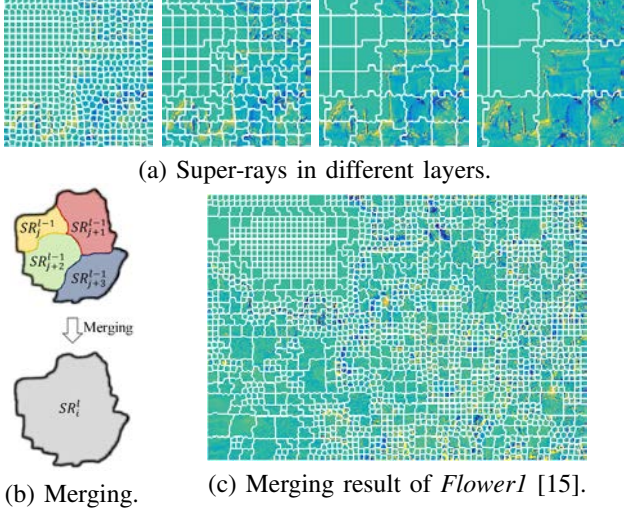 (a) Super-rays in different layers.
SR_j^{l-1}
SR_{j+1}^{l-1}
SR_{j+2}^{l-1}
SR_{j+3}^{l-1}
Merging
SR_i^l
(b) Merging.
(c) Merging result of Flower1 [15].